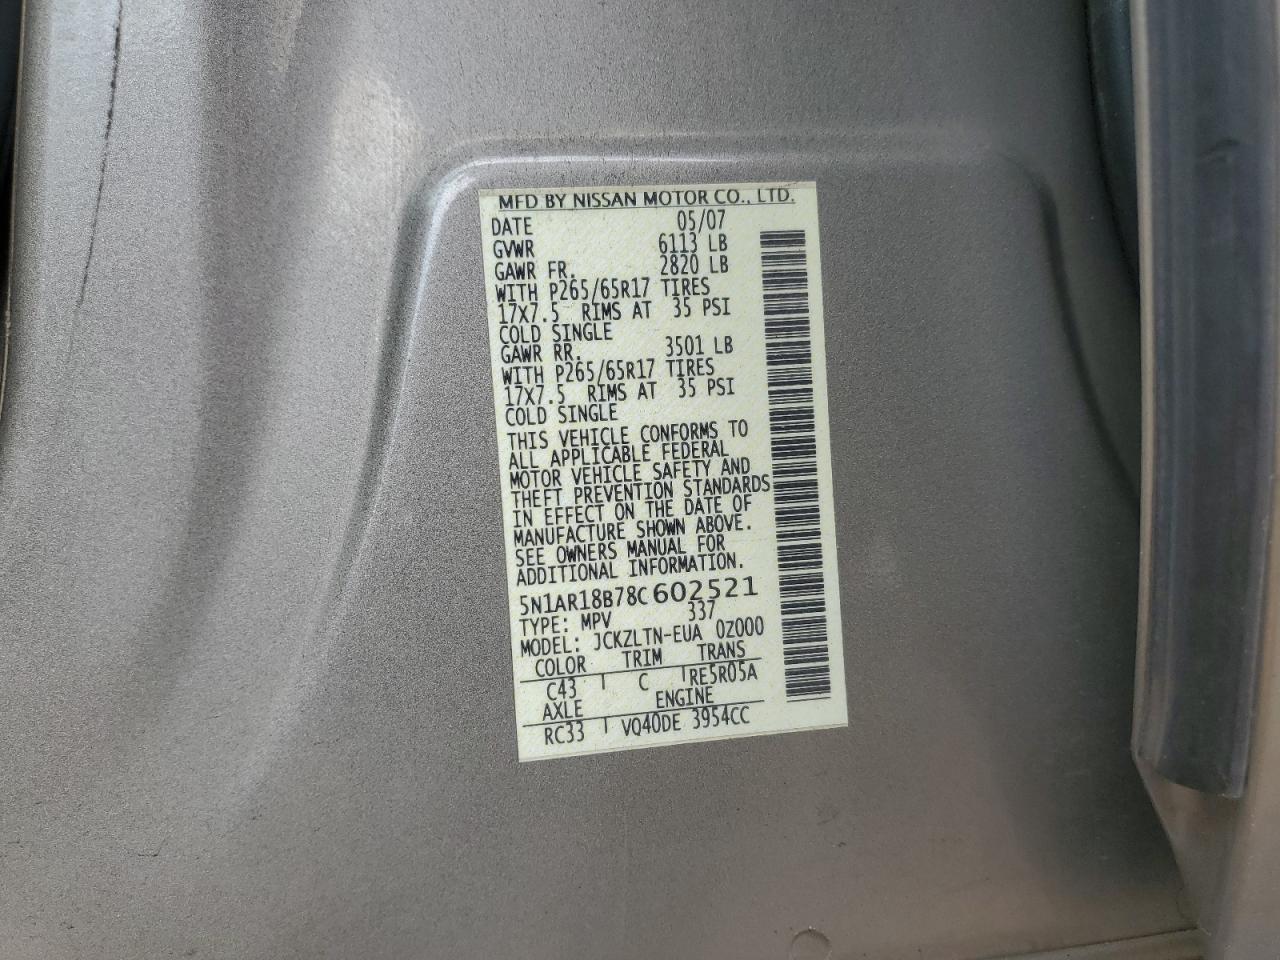 MFD BY NISSAN MOTOR CO., LTD.
DATE 05/07
GVWR 6113 LB
GAWR FR. 2820 LB
WITH P265/65R17 TIRES
17X7.5 RIMS AT 35 PSI
COLD SINGLE
GAWR RR. 3501 LB
WITH P265/65R17 TIRES
17X7.5 RIMS AT 35 PSI
COLD SINGLE
THIS VEHICLE CONFORMS TO
ALL APPLICABLE FEDERAL
MOTOR VEHICLE SAFETY AND
THEFT PREVENTION STANDARDS
IN EFFECT ON THE DATE OF
MANUFACTURE SHOWN ABOVE.
SEE OWNERS MANUAL FOR
ADDITIONAL INFORMATION.
5N1AR18B78C602521
TYPE: MPV 337
MODEL: JCKZLTN-EUA 0Z000
COLOR TRIM TRANS
C43 C RE5R05A
AXLE ENGINE
RC33 VQ40DE 3954CC